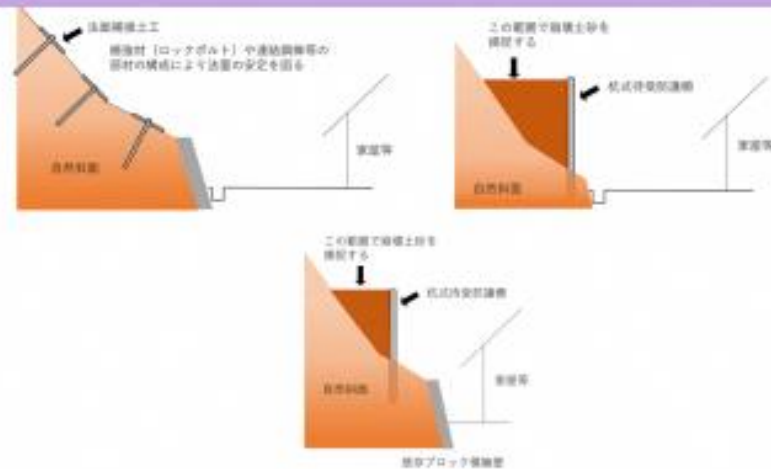 法面補強土工
補強材（ロックボルト）や連結鋼棒等の
部材の構成により法面の安定を図る
自然斜面
家屋等
この範囲で崩壊土砂を
捕捉する
杭式待受防護柵
自然斜面
家屋等
この範囲で崩壊土砂を
捕捉する
杭式待受防護柵
自然斜面
家屋等
既存ブロック積擁壁